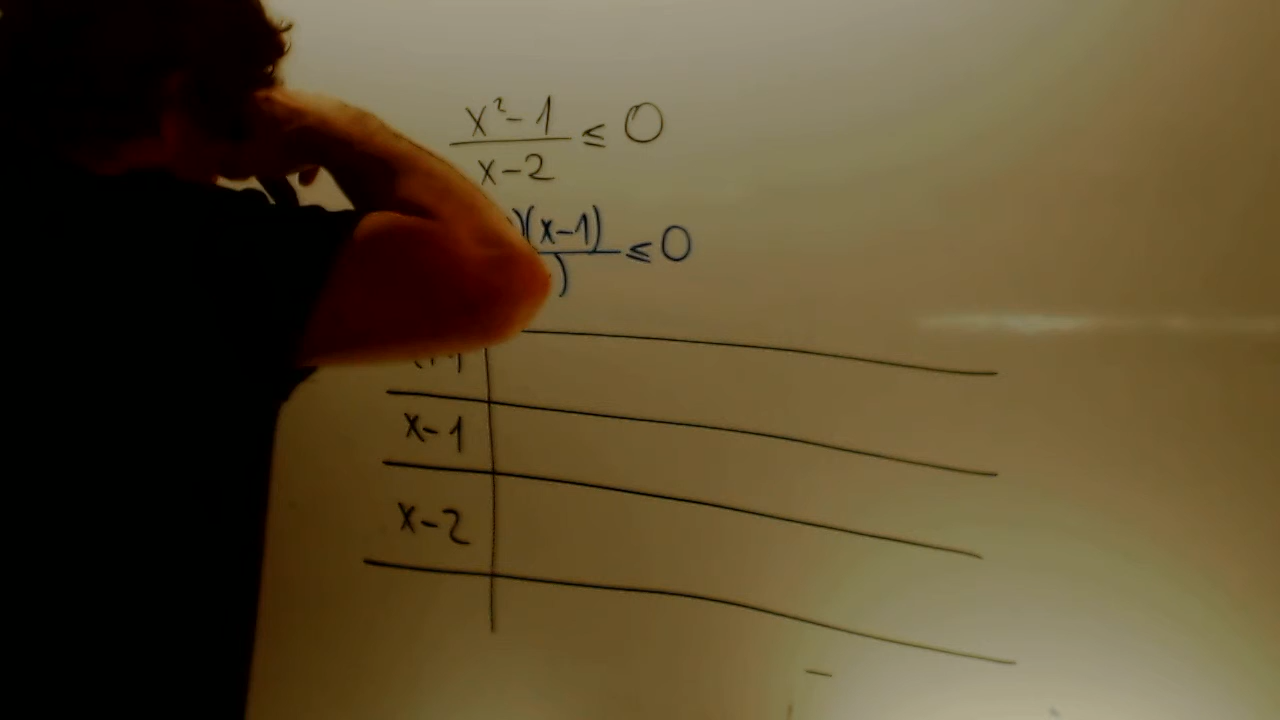 x²-1
x-2
≤ 0
)(x-1)
)
≤ 0
x-1
x-2